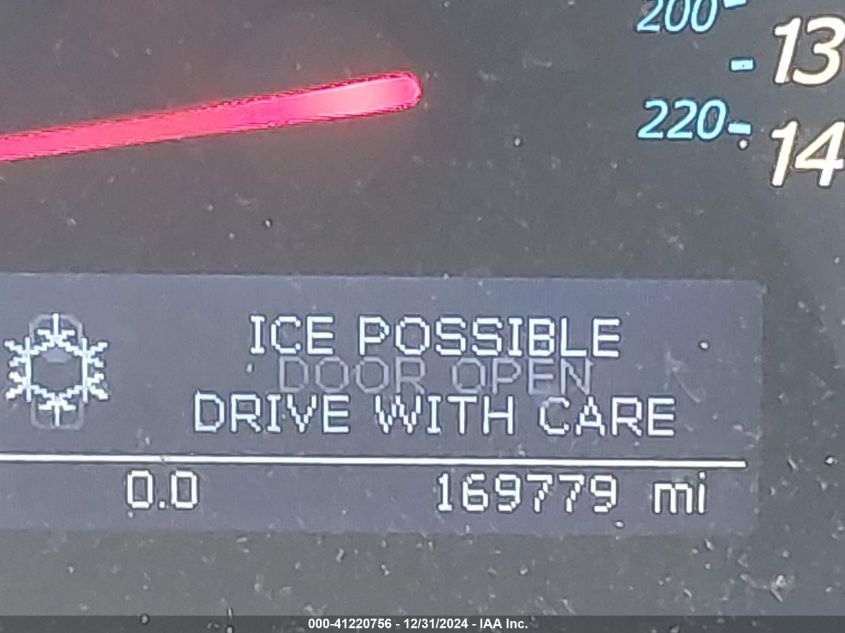 200
13
220
14
ICE POSSIBLE
DOOR OPEN
DRIVE WITH CARE
0.0 169779 mi
000-41220756 - 12/31/2024 - IAA Inc.